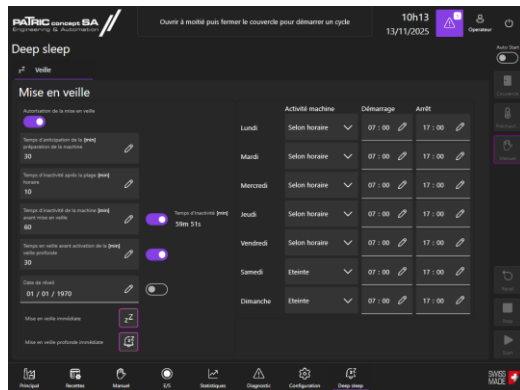 PATRIC concept SA
Engineering & Automation
Ouvrir à moitié puis fermer le couvercle pour démarrer un cycle
10h13
13/11/2025
1
Operateur
Deep sleep
Auto Start
zZ Veille
Mise en veille
Couvercle
Autorisation de la mise en veille
Activité machine Démarrage Arrêt
Lundi Selon horaire 07 : 00 17 : 00
Temps d'anticipation de la [min]
préparation de la machine
30
Mardi Selon horaire 07 : 00 17 : 00
Manuel
Temps d'inactivité après la plage [min]
horaire
10
Mercredi Selon horaire 07 : 00 17 : 00
Temps d'inactivité de la machine [min]
avant mise en veille
60
Temps d'inactivité [min]
59m 51s
Jeudi Selon horaire 07 : 00 17 : 00
Temps en veille avant activation de la [min]
veille profonde
30
Vendredi Selon horaire 07 : 00 17 : 00
Date de réveil
01 / 01 / 1970
Samedi Eteinte 07 : 00 17 : 00
Reset
Mise en veille immédiate zZ
Dimanche Eteinte 07 : 00 17 : 00
Stop
Mise en veille profonde immédiate
Start
Principal Recettes Manuel E/S Statistiques Diagnostic Configuration Deep sleep
SWISS
MADE